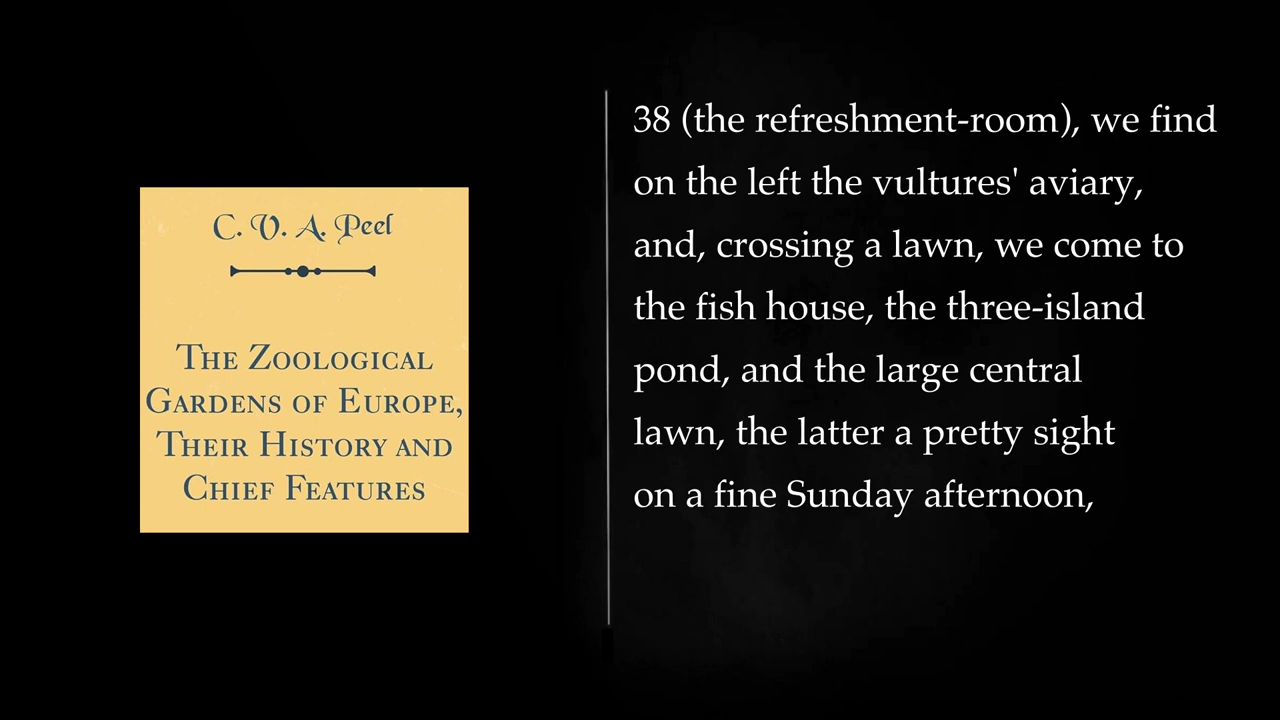 C. V. A. Peel
The Zoological
Gardens of Europe,
Their History and
Chief Features
38 (the refreshment-room), we find
on the left the vultures' aviary,
and, crossing a lawn, we come to
the fish house, the three-island
pond, and the large central
lawn, the latter a pretty sight
on a fine Sunday afternoon,